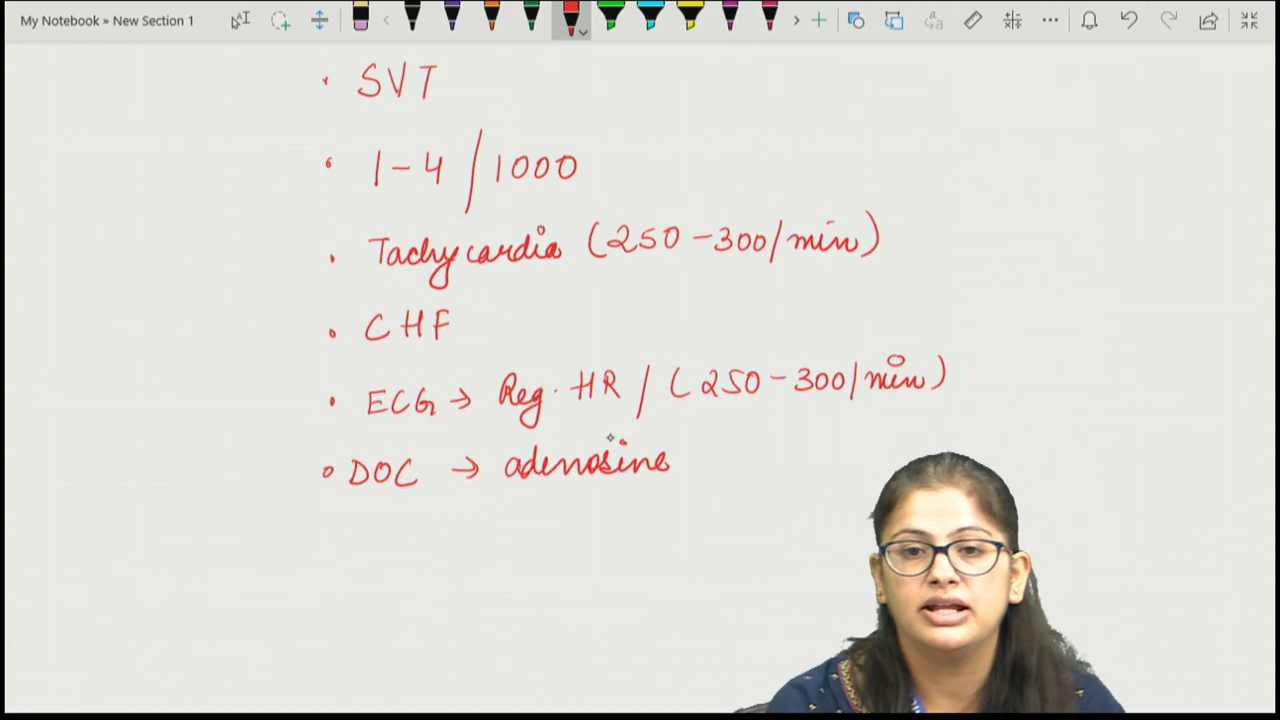 My Notebook » New Section 1
• SVT
• 1-4/1000
• Tachycardia (250-300/min)
• CHF
• ECG → Reg. HR / (250-300/min)
• DOC → adenosine